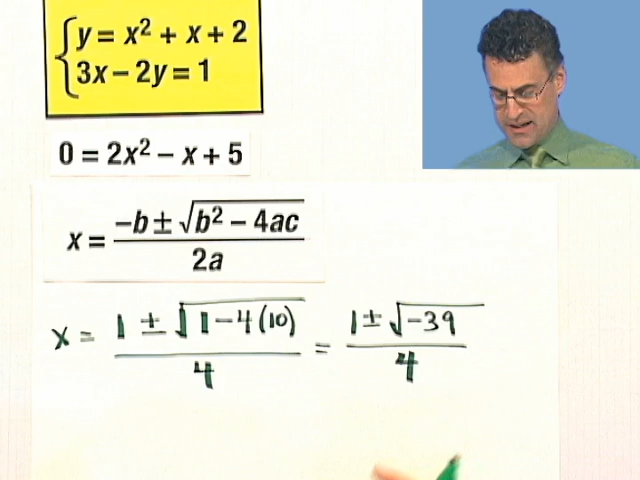 y = x² + x + 2
3x − 2y = 1
0 = 2x² − x + 5
x = −b ± √b² − 4ac / 2a
x = 1 ± √1 − 4(10) / 4 = 1 ± √−39 / 4